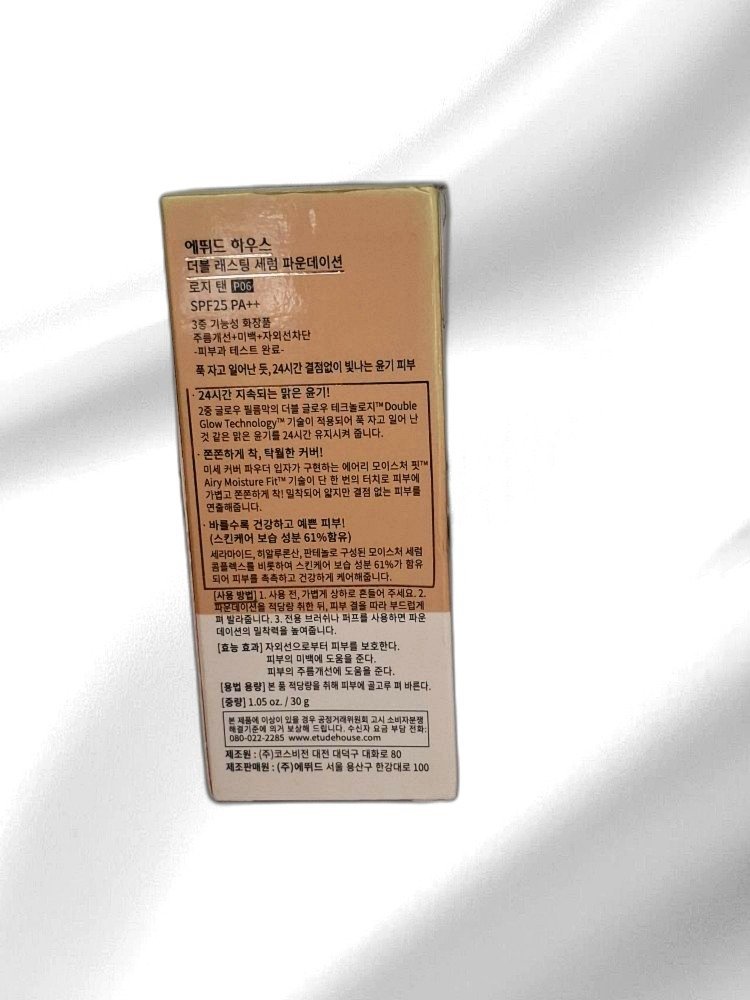 에뛰드 하우스
더블 래스팅 세럼 파운데이션
로지 탠 P06
SPF25 PA++
3중 기능성 화장품
주름개선+미백+자외선차단
-피부과 테스트 완료-
푹 자고 일어난 듯, 24시간 결점없이 빛나는 윤기 피부
· 24시간 지속되는 맑은 윤기!
2중 글로우 필름막의 더블 글로우 테크놀로지™ Double
Glow Technology™ 기술이 적용되어 푹 자고 일어 난
것 같은 맑은 윤기를 24시간 유지시켜 줍니다.
· 쫀쫀하게 착, 탁월한 커버!
미세 커버 파우더 입자가 구현하는 에어리 모이스처 핏™
Airy Moisture Fit™ 기술이 단 한 번의 터치로 피부에
가볍고 쫀쫀하게 착! 밀착되어 얇지만 결점 없는 피부를
연출해줍니다.
· 바를수록 건강하고 예쁜 피부!
(스킨케어 보습 성분 61%함유)
세라마이드, 히알루론산, 판테놀로 구성된 모이스처 세럼
콤플렉스를 비롯하여 스킨케어 보습 성분 61%가 함유
되어 피부를 촉촉하고 건강하게 케어해줍니다.
[사용 방법] 1. 사용 전, 가볍게 상하로 흔들어 주세요. 2.
파운데이션을 적당량 취한 뒤, 피부 결을 따라 부드럽게
펴 발라줍니다. 3. 전용 브러쉬나 퍼프를 사용하면 파운
데이션의 밀착력을 높여줍니다.
[효능 효과] 자외선으로부터 피부를 보호한다.
피부의 미백에 도움을 준다.
피부의 주름개선에 도움을 준다.
[용법 용량] 본 품 적당량을 취해 피부에 골고루 펴 바른다.
[중량] 1.05 oz. / 30 g
본 제품에 이상이 있을 경우 공정거래위원회 고시 소비자분쟁
해결기준에 의거 보상해 드립니다. 수신자 요금 부담 전화:
080-022-2285 www.etudehouse.com
제조원 : (주)코스비전 대전 대덕구 대화로 80
제조판매원 : (주)에뛰드 서울 용산구 한강대로 100